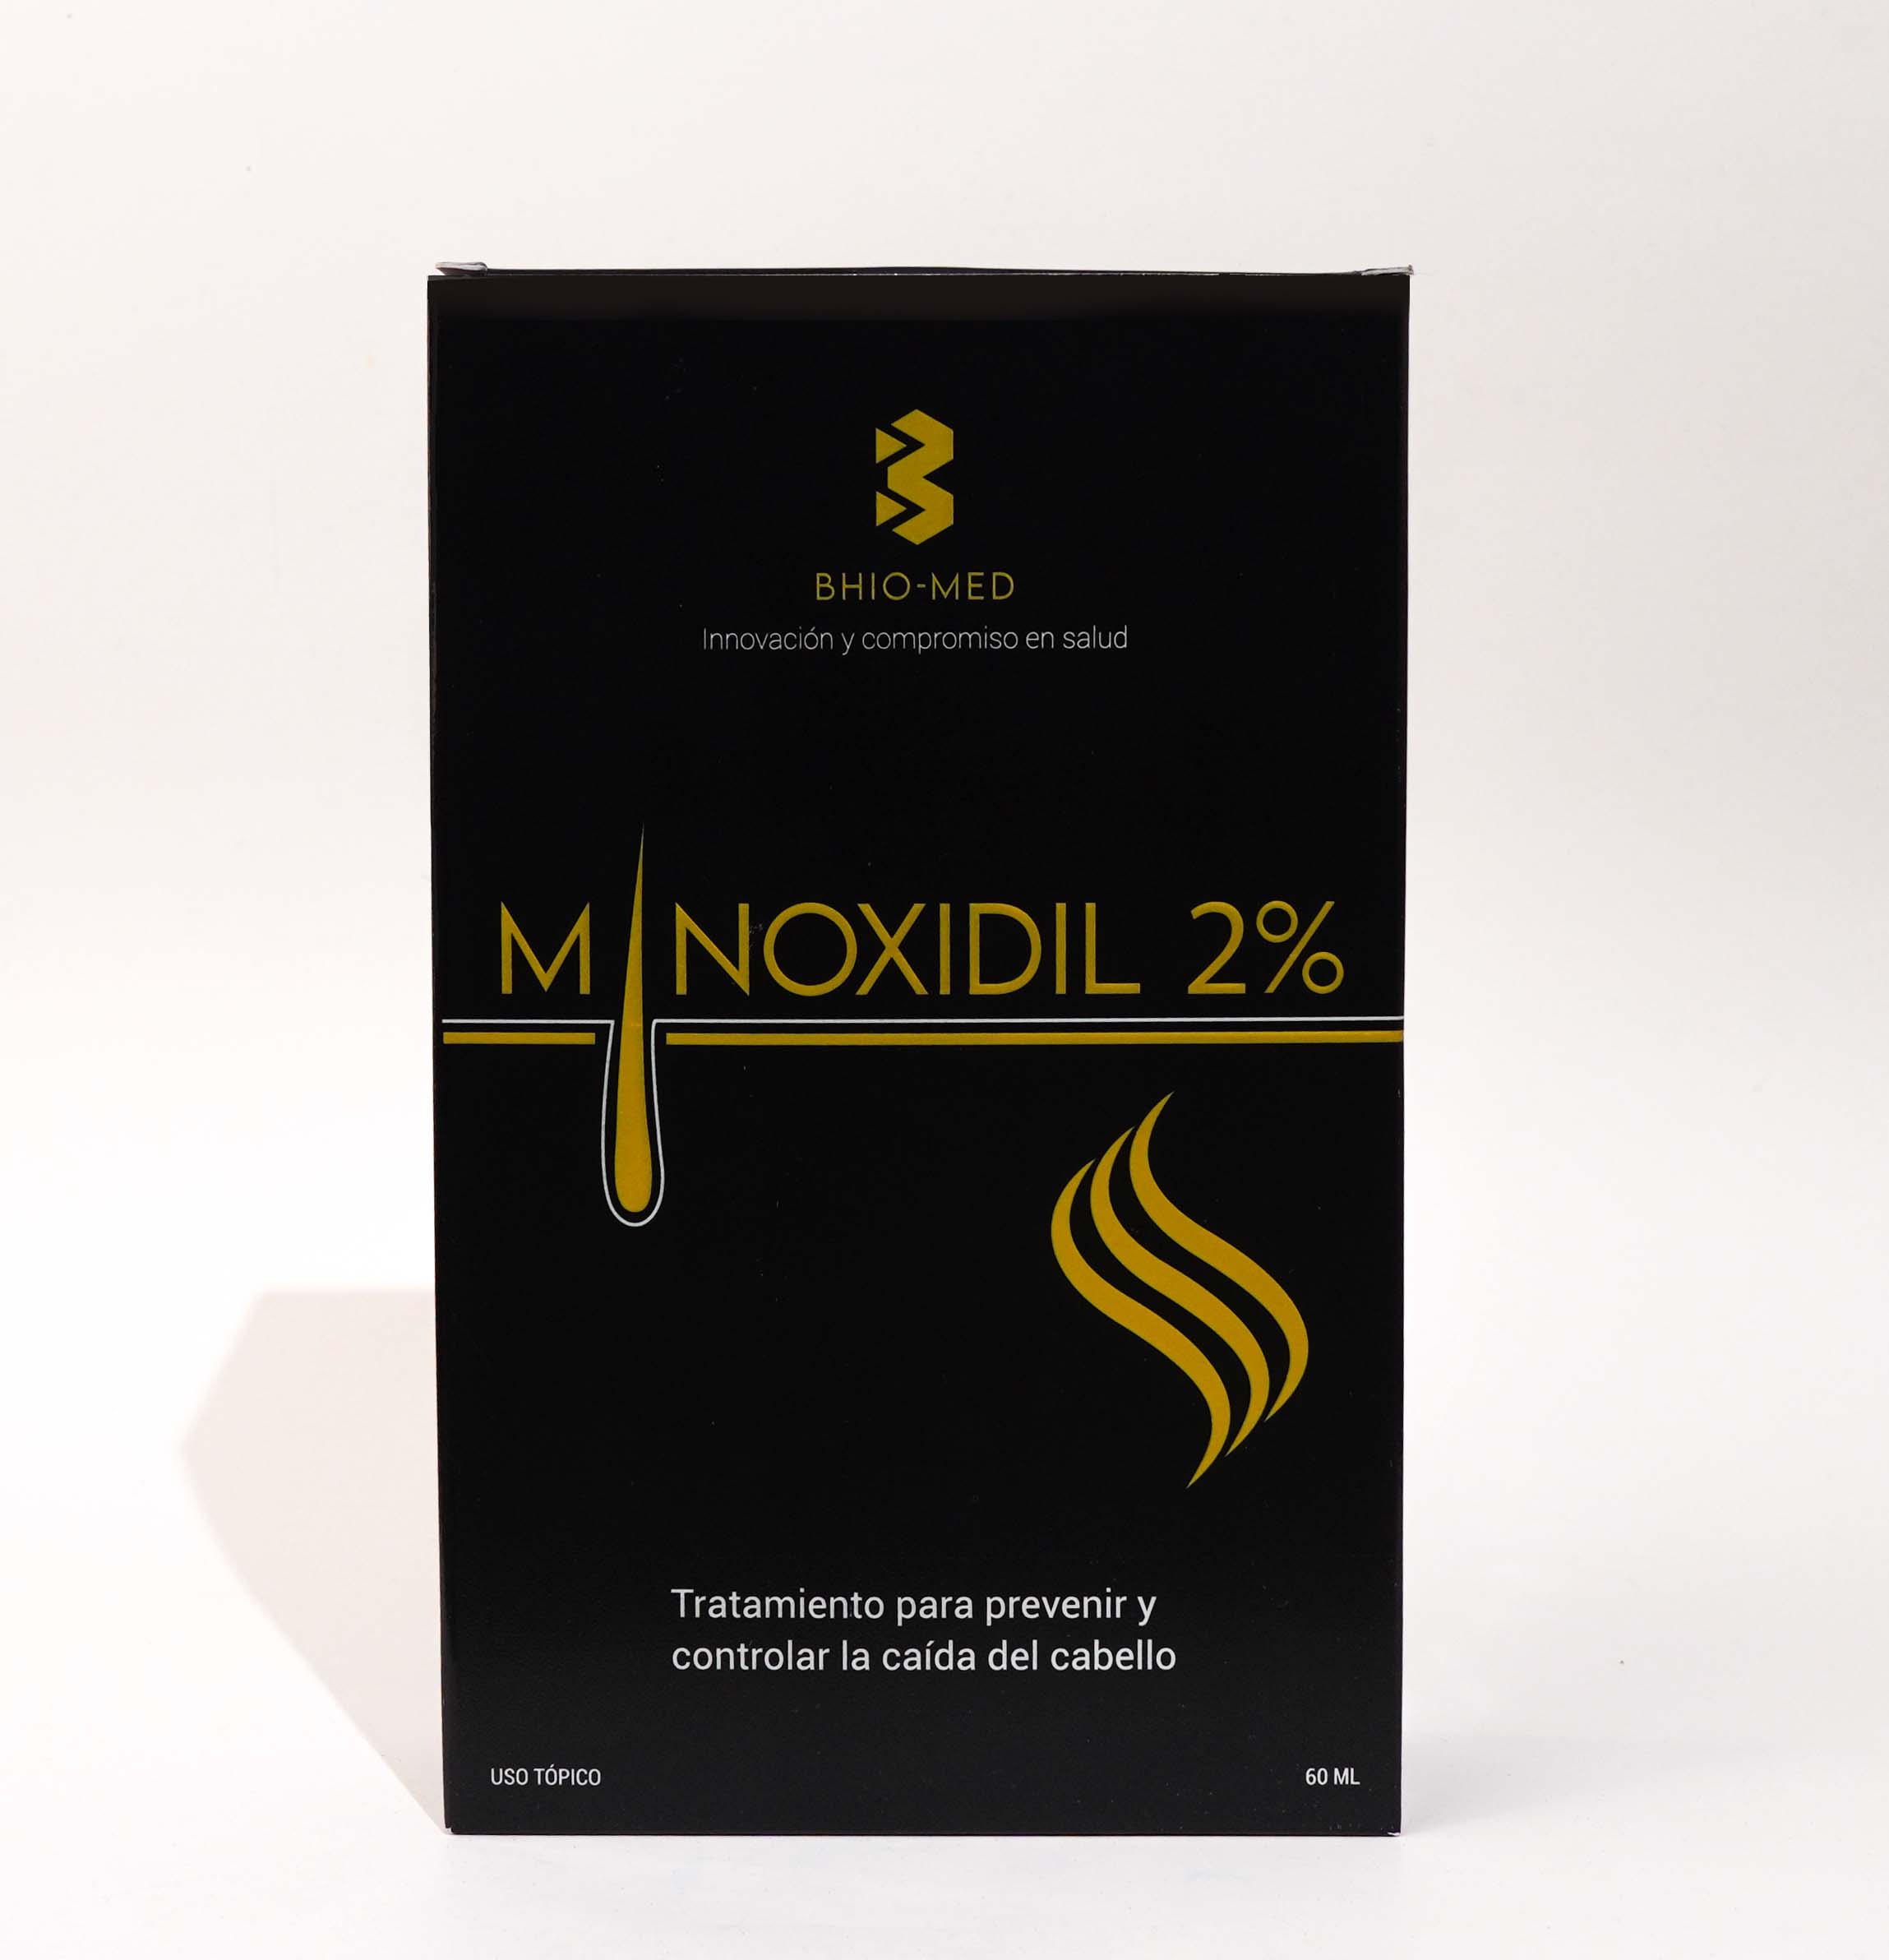 BHIO-MED
Innovación y compromiso en salud
MINOXIDIL 2%
Tratamiento para prevenir y
controlar la caída del cabello
USO TÓPICO
60 ML